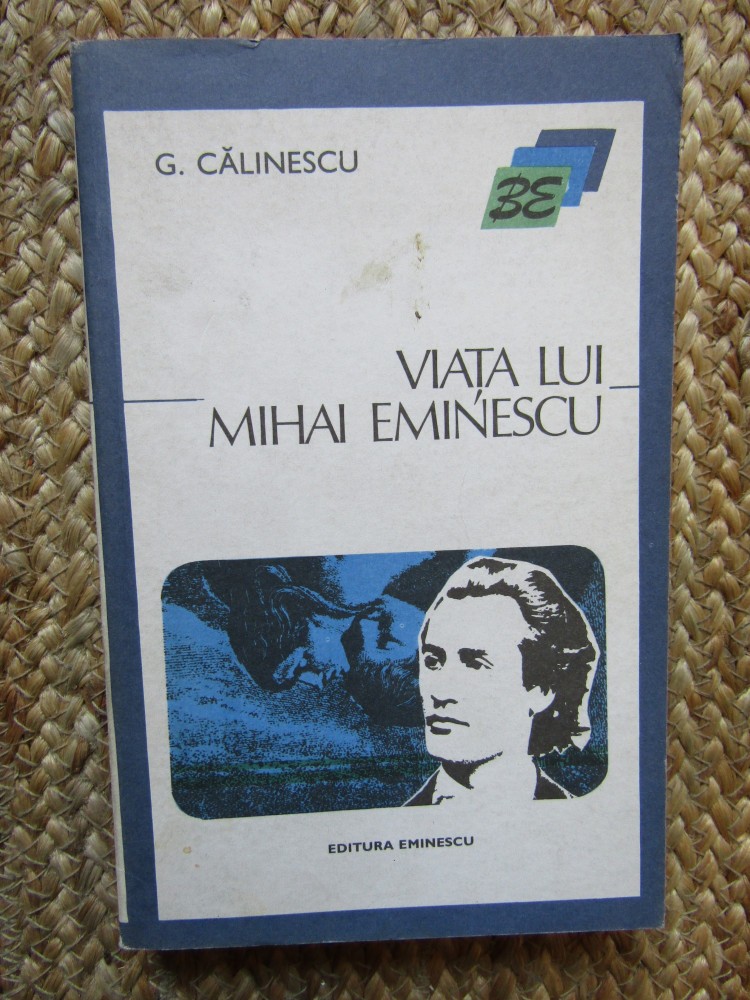 G. CĂLINESCU
BE
VIAȚA LUI
MIHAI EMINESCU
EDITURA EMINESCU